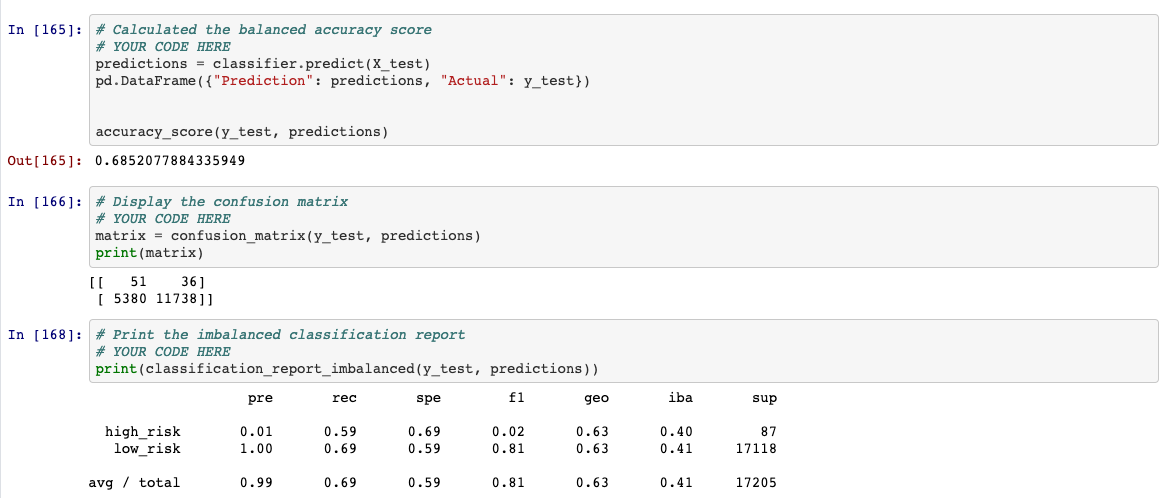 In [165]: # Calculated the balanced accuracy score
# YOUR CODE HERE
predictions = classifier.predict(X_test)
pd.DataFrame({"Prediction": predictions, "Actual": y_test})
accuracy_score(y_test, predictions)
Out[165]: 0.6852077884335949
In [166]: # Display the confusion matrix
# YOUR CODE HERE
matrix = confusion_matrix(y_test, predictions)
print(matrix)
[[   51    36]
 [ 5380 11738]]
In [168]: # Print the imbalanced classification report
# YOUR CODE HERE
print(classification_report_imbalanced(y_test, predictions))
pre rec spe f1 geo iba sup
high_risk 0.01 0.59 0.69 0.02 0.63 0.40 87
low_risk 1.00 0.69 0.59 0.81 0.63 0.41 17118
avg / total 0.99 0.69 0.59 0.81 0.63 0.41 17205